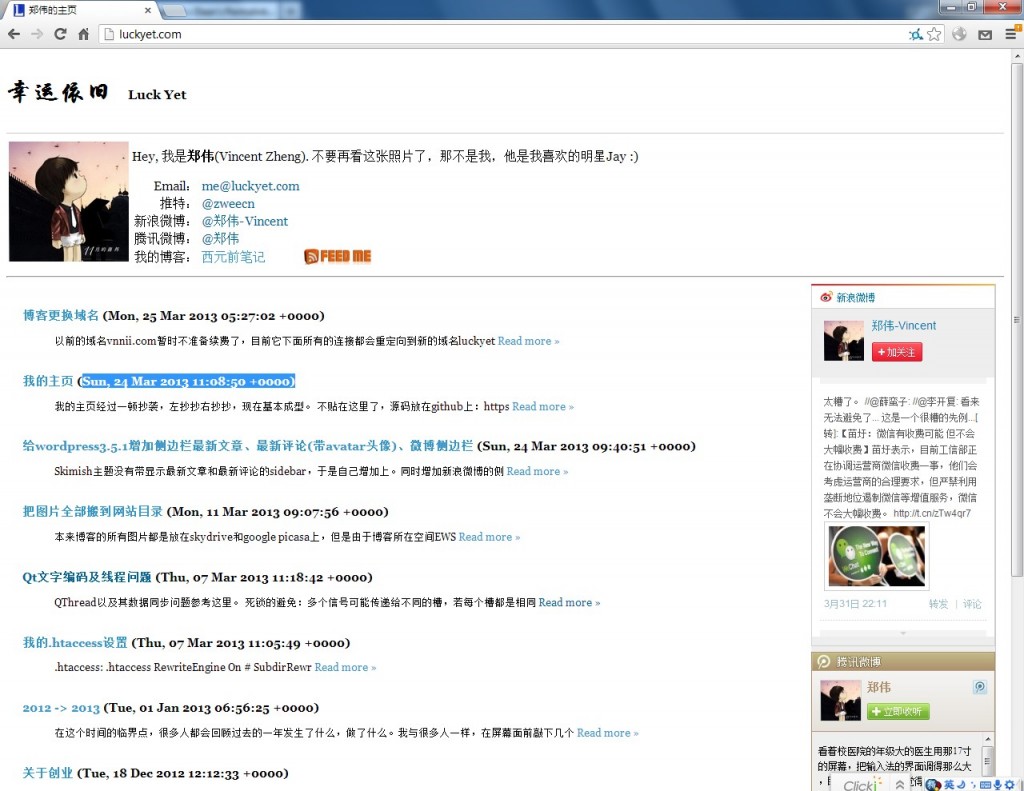 郑伟的主页
luckyet.com
幸运依旧 Luck Yet
Hey, 我是郑伟(Vincent Zheng). 不要再看这张照片了，那不是我，他是我喜欢的明星Jay :)
Email: me@luckyet.com
推特: @zweecn
新浪微博: @郑伟-Vincent
腾讯微博: @郑伟
我的博客: 西元前笔记 FEED ME
博客更换域名 (Mon, 25 Mar 2013 05:27:02 +0000)
以前的域名vnnii.com暂时不准备续费了，目前它下面所有的连接都会重定向到新的域名luckyet Read more »
我的主页 (Sun, 24 Mar 2013 11:08:50 +0000)
我的主页经过一顿抄袭，左抄抄右抄抄，现在基本成型。 不贴在这里了，源码放在github上：https Read more »
给wordpress3.5.1增加侧边栏最新文章、最新评论(带avatar头像)、微博侧边栏 (Sun, 24 Mar 2013 09:40:51 +0000)
Skimish主题没有带显示最新文章和最新评论的sidebar，于是自己增加上。同时增加新浪微博的侧 Read more »
把图片全部搬到网站目录 (Mon, 11 Mar 2013 09:07:56 +0000)
本来博客的所有图片都是放在skydrive和google picasa上，但是由于博客所在空间EWS Read more »
Qt文字编码及线程问题 (Thu, 07 Mar 2013 11:18:42 +0000)
QThread以及其数据同步问题参考这里。 死锁的避免：多个信号可能传递给不同的槽，若每个槽都是相同 Read more »
我的.htaccess设置 (Thu, 07 Mar 2013 11:05:49 +0000)
.htaccess: .htaccess RewriteEngine On # SubdirRewr Read more »
2012 -> 2013 (Tue, 01 Jan 2013 06:56:25 +0000)
在这个时间的临界点，很多人都会回顾过去的一年发生了什么，做了什么。我与很多人一样，在屏幕面前敲下几个 Read more »
关于创业 (Tue, 18 Dec 2012 12:12:33 +0000)
新浪微博
郑伟-Vincent
+加关注
太糟了。 //@薛蛮子: //@李开复: 看来
无法避免了... 这是一个很糟的先例...[
转]:【苗圩：微信有收费可能 但不会
大幅收费】苗圩表示，目前工信部正
在协调运营商微信收费一事，他们会
考虑运营商的合理要求，但严禁利用
垄断地位遏制微信等增值服务，微信
不会大幅收费。 http://t.cn/zTw4qr7
3月31日 22:11 转发 | 评论
腾讯微博
郑伟
+立即收听
看着校医院的年级大的医生用那17寸
的屏幕，把输入法的界面调得那么大
Clicki
英